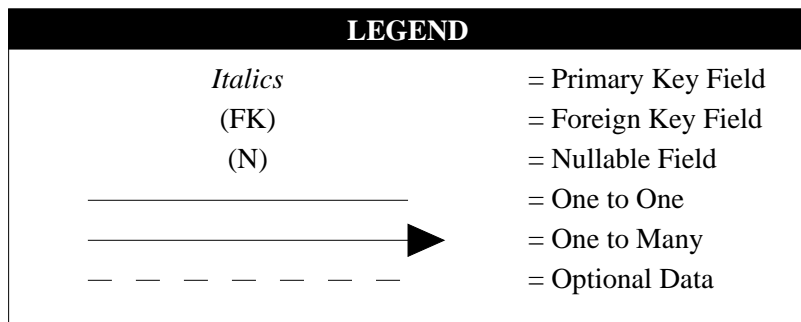 LEGEND
Italics = Primary Key Field
(FK) = Foreign Key Field
(N) = Nullable Field
= One to One
= One to Many
= Optional Data